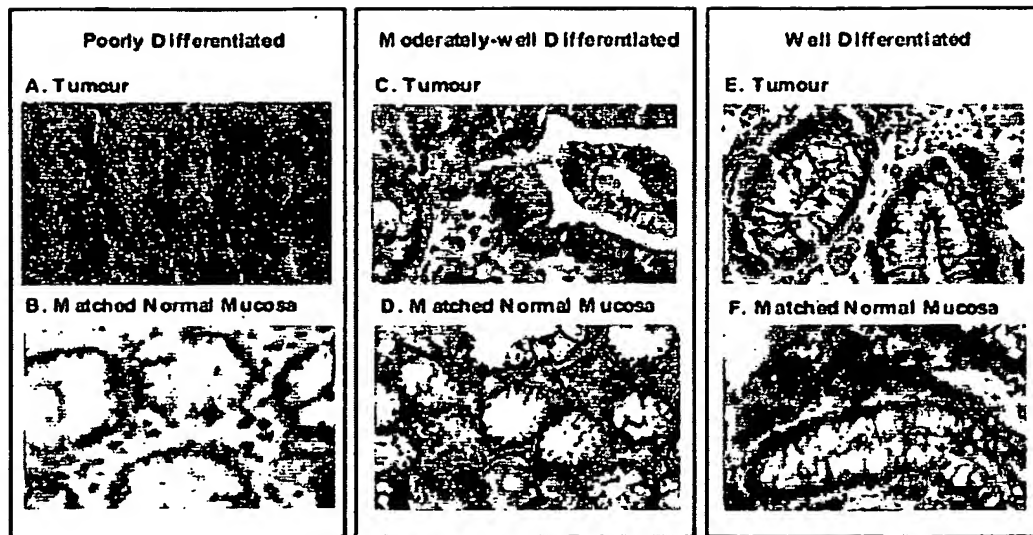 Poorly Differentiated
A. Tumour
B. Matched Normal Mucosa
Moderately-well Differentiated
C. Tumour
D. Matched Normal Mucosa
Well Differentiated
E. Tumour
F. Matched Normal Mucosa